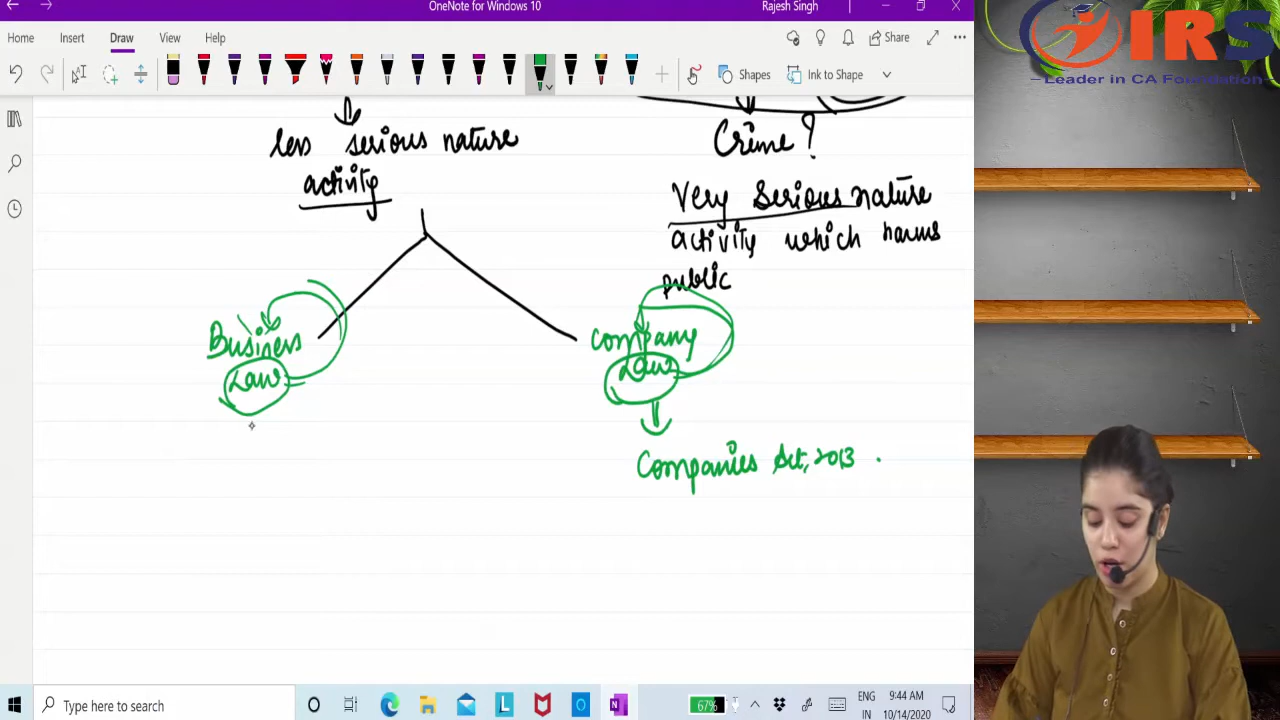 OneNote for Windows 10
Rajesh Singh
Home Insert Draw View Help
Share
Shapes
Ink to Shape
IRS
Leader in CA Foundation
less serious nature
activity
Crime?
Very Serious nature
activity which harms
public
Business
Law
company
Law
Companies Act, 2013
Type here to search
67%
ENG
IN
9:44 AM
10/14/2020